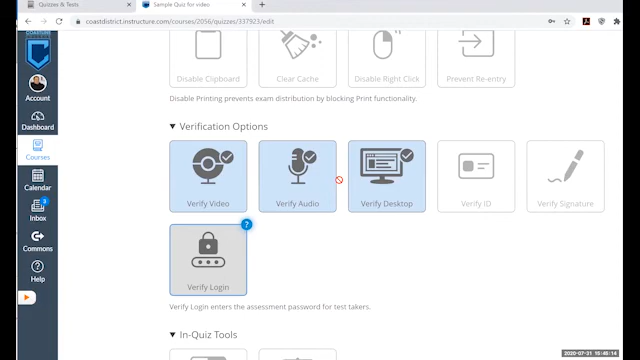 Quizzes & Tests
Sample Quiz for video
coastdistrict.instructure.com/courses/2056/quizzes/337923/edit
Account
Dashboard
Courses
Calendar
3
Inbox
Commons
Help
Disable Clipboard
Clear Cache
Disable Right Click
Prevent Re-entry
Disable Printing prevents exam distribution by blocking Print functionality.
Verification Options
Verify Video
Verify Audio
Verify Desktop
Verify ID
Verify Signature
?
Verify Login
Verify Login enters the assessment password for test takers.
In-Quiz Tools
2020-07-31 15:45:14